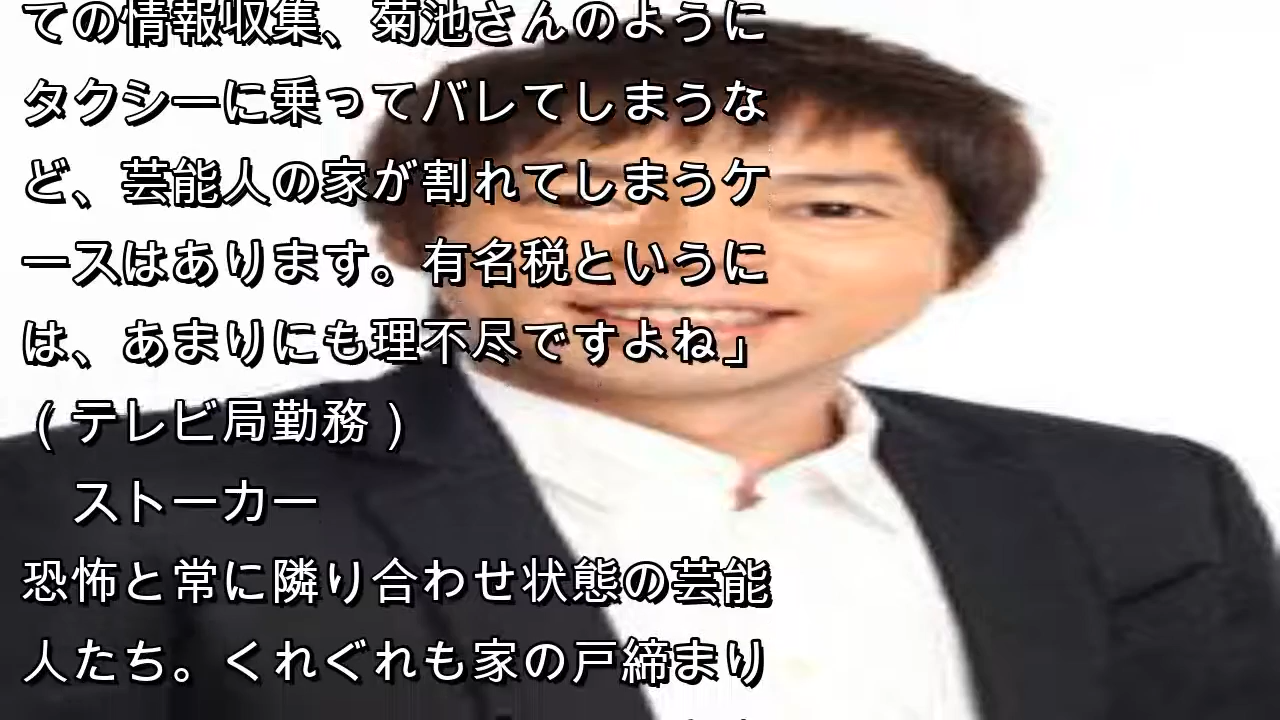 ての情報収集、菊池さんのように
タクシーに乗ってバレてしまうな
ど、芸能人の家が割れてしまうケ
ースはあります。有名税というに
は、あまりにも理不尽ですよね」
(テレビ局勤務)
　ストーカー
恐怖と常に隣り合わせ状態の芸能
人たち。くれぐれも家の戸締まり